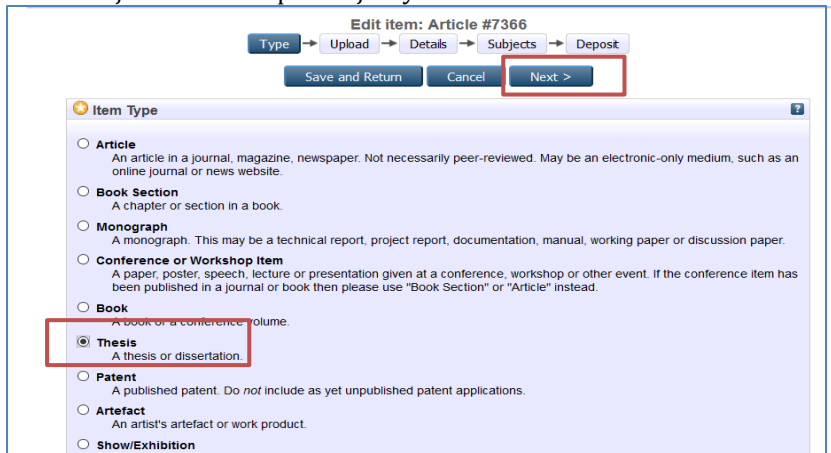 Edit item: Article #7366
Type → Upload → Details → Subjects → Deposit
Save and Return Cancel Next >
Item Type ?
Article
An article in a journal, magazine, newspaper. Not necessarily peer-reviewed. May be an electronic-only medium, such as an
online journal or news website.
Book Section
A chapter or section in a book.
Monograph
A monograph. This may be a technical report, project report, documentation, manual, working paper or discussion paper.
Conference or Workshop Item
A paper, poster, speech, lecture or presentation given at a conference, workshop or other event. If the conference item has
been published in a journal or book then please use "Book Section" or "Article" instead.
Book
A book or a conference volume.
Thesis
A thesis or dissertation.
Patent
A published patent. Do not include as yet unpublished patent applications.
Artefact
An artist's artefact or work product.
Show/Exhibition